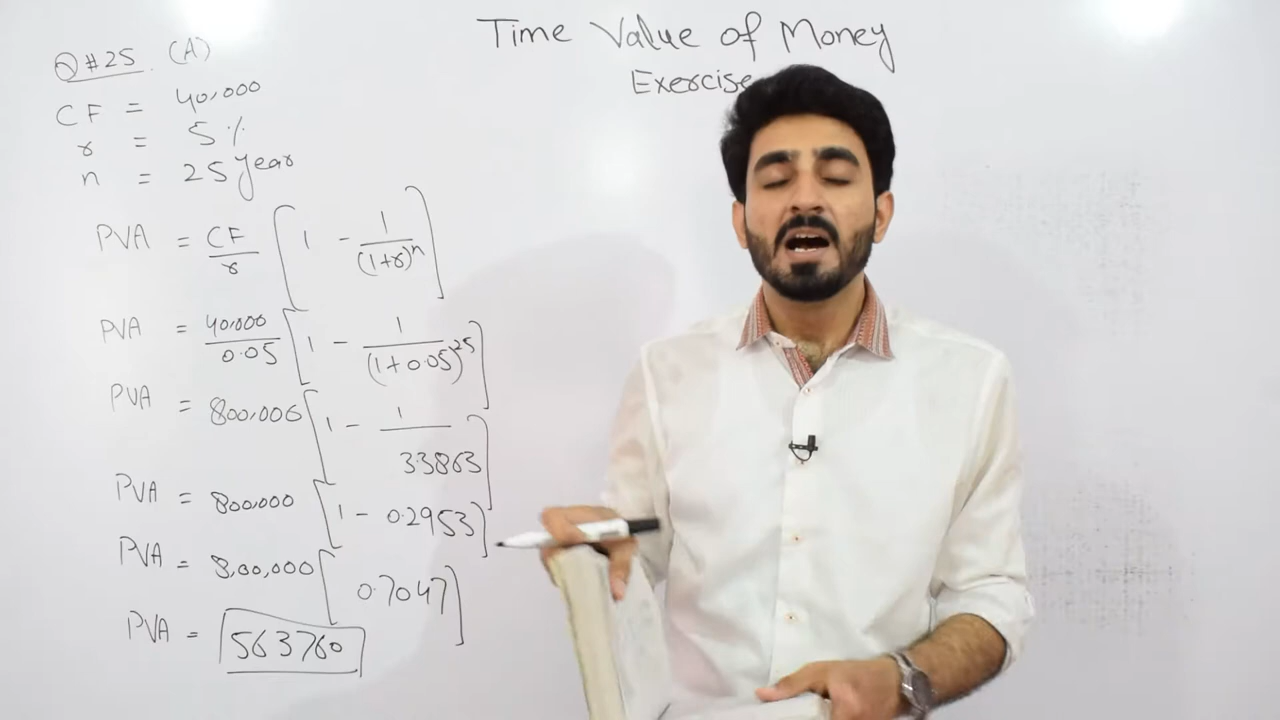 Time Value of Money
Exercise
Q#25 (A)
CF = 40,000
r = 5%
n = 25 year
PVA = CF/r [1 - 1/(1+r)^n]
PVA = 40,000/0.05 [1 - 1/(1+0.05)^25]
PVA = 800,000 [1 - 1/3.3863]
PVA = 800,000 [1 - 0.2953]
PVA = 8,00,000 [0.7047]
PVA = 563760